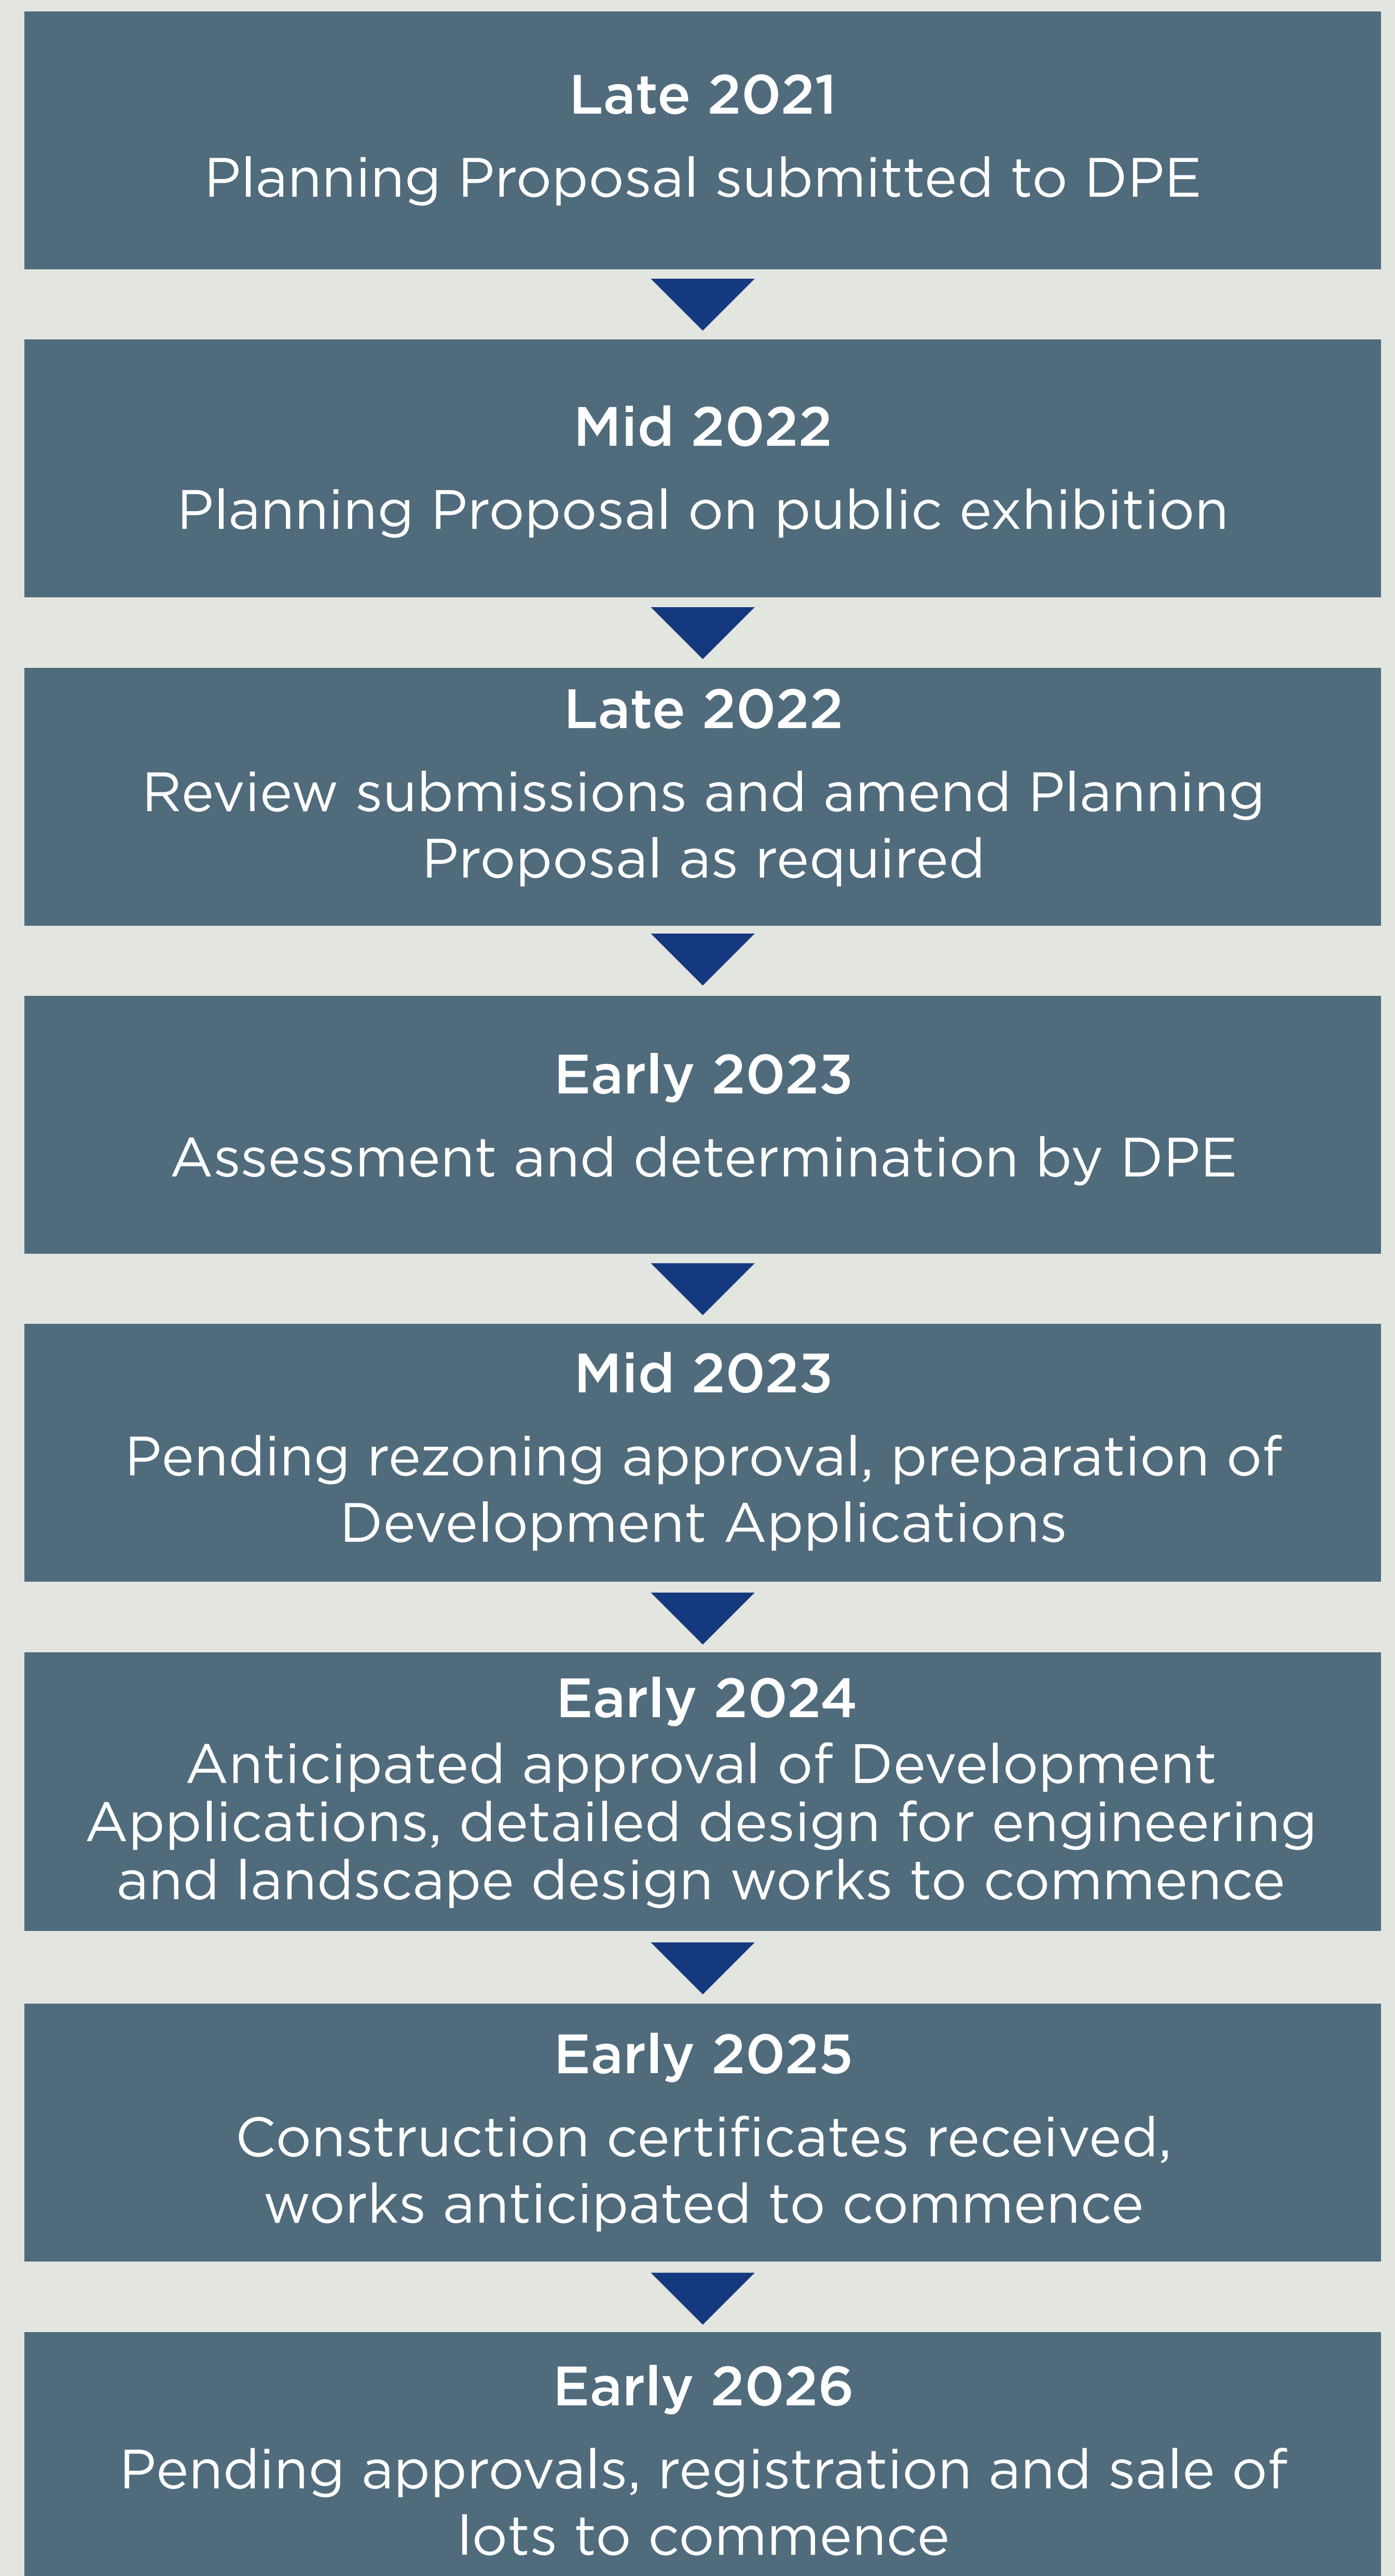 Late 2021
Planning Proposal submitted to DPE
Mid 2022
Planning Proposal on public exhibition
Late 2022
Review submissions and amend Planning
Proposal as required
Early 2023
Assessment and determination by DPE
Mid 2023
Pending rezoning approval, preparation of
Development Applications
Early 2024
Anticipated approval of Development
Applications, detailed design for engineering
and landscape design works to commence
Early 2025
Construction certificates received,
works anticipated to commence
Early 2026
Pending approvals, registration and sale of
lots to commence